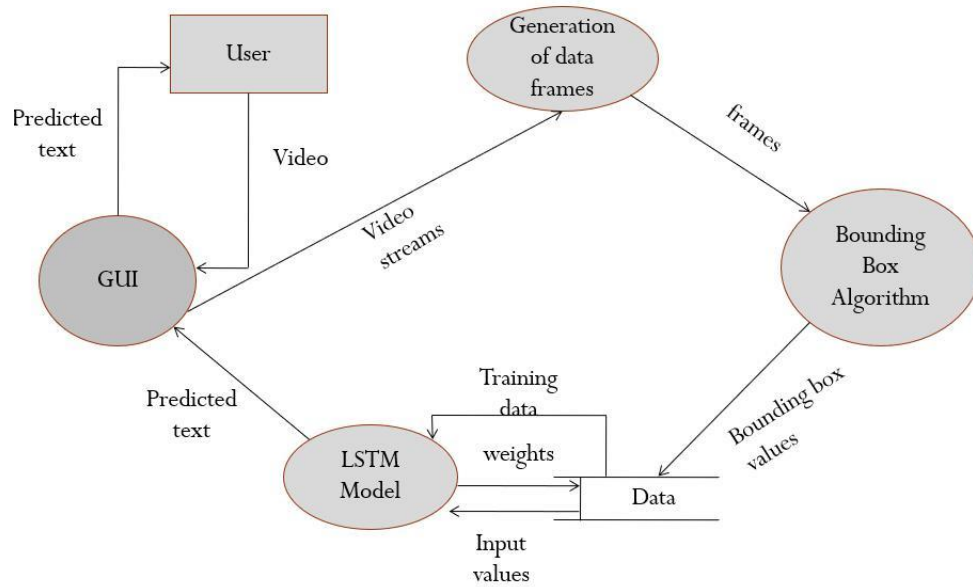 Generation
of data
frames
User
Predicted
text
Video
frames
Video
streams
GUI
Bounding
Box
Algorithm
Predicted
text
Training
data
Bounding box
values
weights
LSTM
Model
Data
Input
values